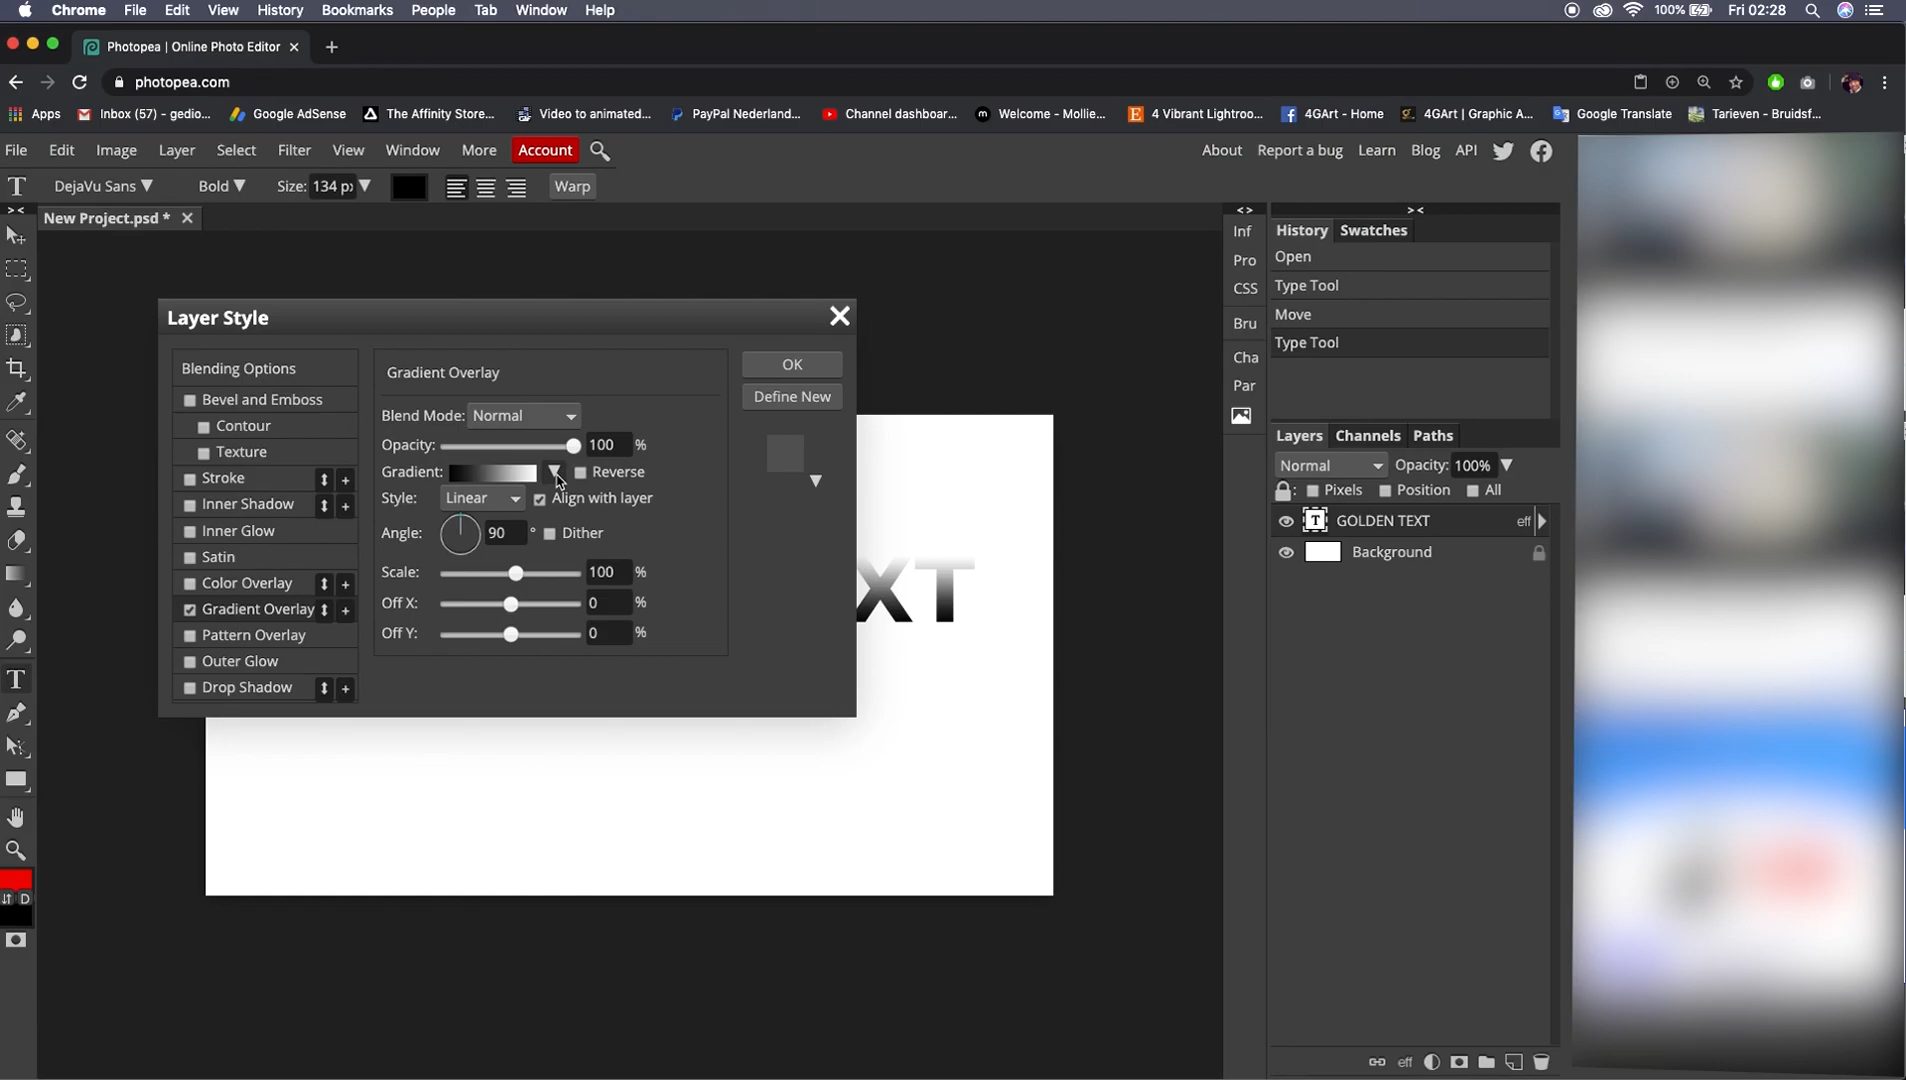 Chrome File Edit View History Bookmarks People Tab Window Help 100% Fri 02:28
Photopea | Online Photo Editor
photopea.com
Apps Inbox (57) - gedio... Google AdSense The Affinity Store... Video to animated... PayPal Nederland... Channel dashboar... Welcome - Mollie... 4 Vibrant Lightroo... 4GArt - Home 4GArt | Graphic A... Google Translate Tarieven – Bruidsf...
File Edit Image Layer Select Filter View Window More Account About Report a bug Learn Blog API
T DejaVu Sans Bold Size: 134 px Warp
New Project.psd *
Layer Style
Blending Options
Bevel and Emboss
Contour
Texture
Stroke +
Inner Shadow +
Inner Glow
Satin
Color Overlay +
Gradient Overlay +
Pattern Overlay
Outer Glow
Drop Shadow +
Gradient Overlay
Blend Mode: Normal
Opacity: 100 %
Gradient: Reverse
Style: Linear Align with layer
Angle: 90 ° Dither
Scale: 100 %
Off X: 0 %
Off Y: 0 %
OK
Define New
XT
T
D
< >
Inf
Pro
CSS
Bru
Cha
Par
> <
History Swatches
Open
Type Tool
Move
Type Tool
Layers Channels Paths
Normal Opacity: 100%
Pixels Position All
T GOLDEN TEXT eff
Background
eff